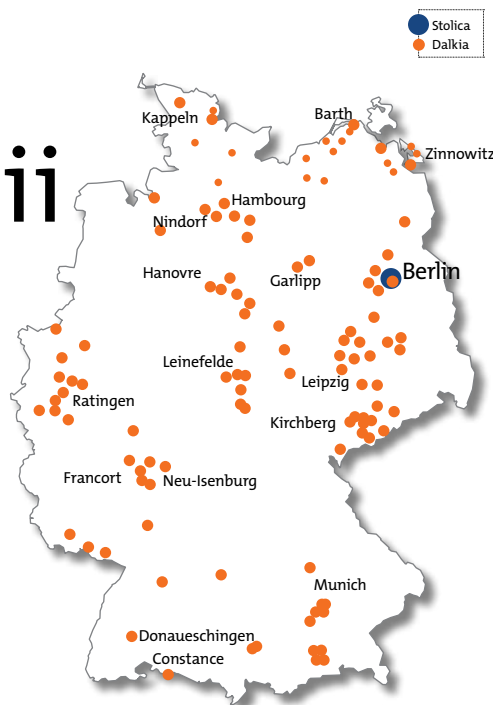 Stolica
Dalkia
Kappeln
Barth
Zinnowitz
ii
Hambourg
Nindorf
Hanovre
Garlipp
Berlin
Leinefelde
Leipzig
Ratingen
Kirchberg
Francort
Neu-Isenburg
Munich
Donaueschingen
Constance